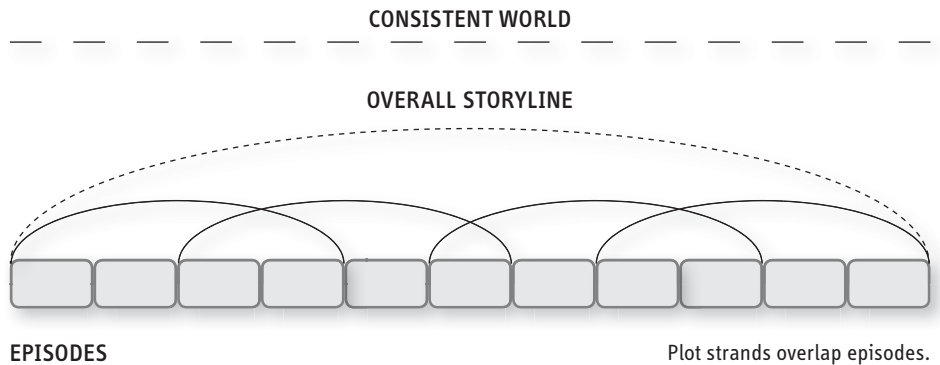 CONSISTENT WORLD
OVERALL STORYLINE
EPISODES
Plot strands overlap episodes.